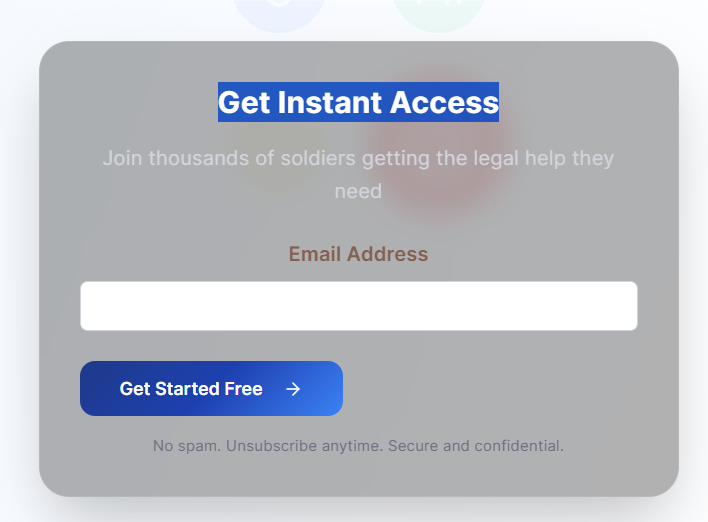 Get Instant Access
Join thousands of soldiers getting the legal help they
need
Email Address
Get Started Free →
No spam. Unsubscribe anytime. Secure and confidential.